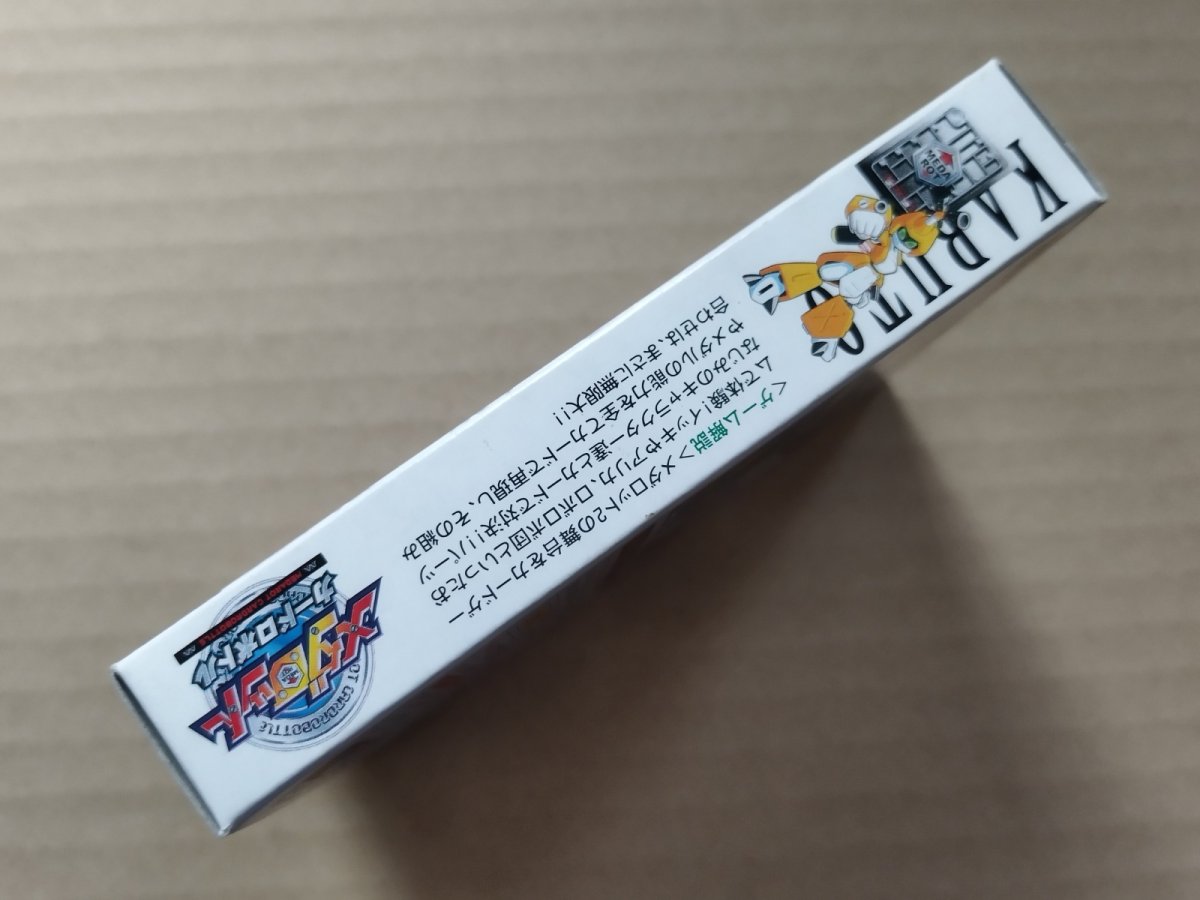 KABUTO
MEDA
ROT
<ゲーム解説>メダロット2の舞台をカードゲー
ムで体験!イッキやアリカ、ロボロボ団といったお
なじみのキャラクター達とカードで対決!!パーツ
やメダルの能力を全てカードで再現し、その組み
合わせは、まさに無限大!!
メダロット
カードロボトル
MEDAROT CARDROBOTTLE